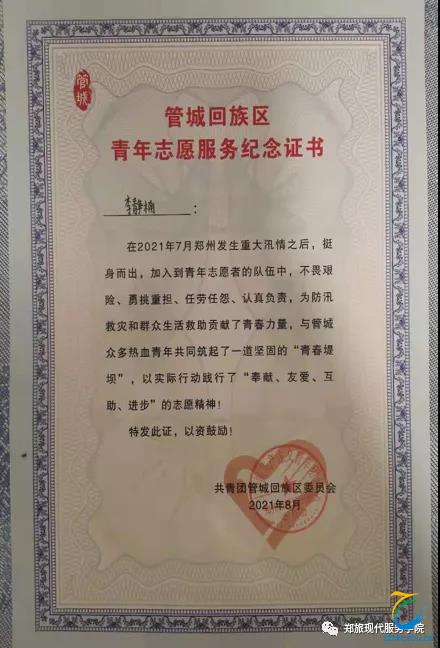 管城
管城回族区
青年志愿服务纪念证书
李静楠:
在2021年7月郑州发生重大汛情之后，挺
身而出，加入到青年志愿者的队伍中，不畏艰
险、勇挑重担、任劳任怨、认真负责，为防汛
救灾和群众生活救助贡献了青春力量，与管城
众多热血青年共同筑起了一道坚固的“青春堤
坝”，以实际行动践行了“奉献、友爱、互
助、进步”的志愿精神！
特发此证，以资鼓励！
共青团管城回族区委员会
2021年8月
郑旅现代服务学院